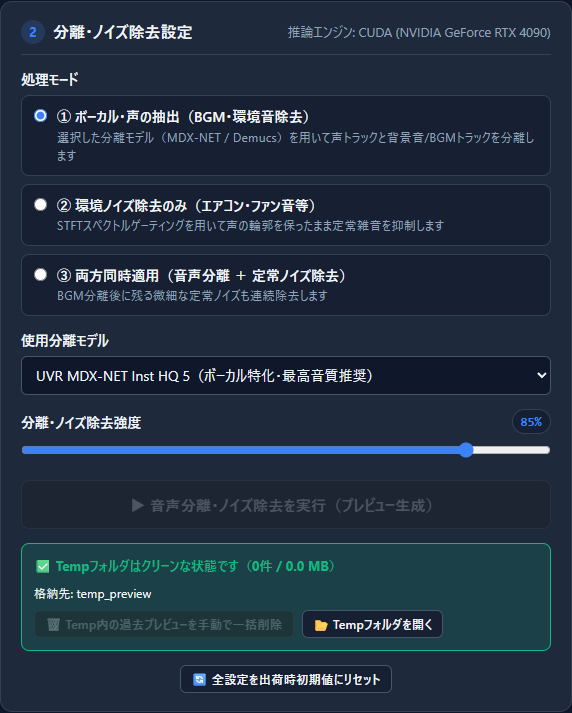 2 分離・ノイズ除去設定 推論エンジン: CUDA (NVIDIA GeForce RTX 4090)
処理モード
① ボーカル・声の抽出（BGM・環境音除去）
選択した分離モデル（MDX-NET / Demucs）を用いて声トラックと背景音/BGMトラックを分離し
ます
② 環境ノイズ除去のみ（エアコン・ファン音等）
STFTスペクトルゲーティングを用いて声の輪郭を保ったまま定常雑音を抑制します
③ 両方同時適用（音声分離 ＋ 定常ノイズ除去）
BGM分離後に残る微細な定常ノイズも連続除去します
使用分離モデル
UVR MDX-NET Inst HQ 5（ボーカル特化・最高音質推奨）
分離・ノイズ除去強度 85%
▶ 音声分離・ノイズ除去を実行（プレビュー生成）
✅ Tempフォルダはクリーンな状態です（0件 / 0.0 MB）
格納先: temp_preview
🗑️ Temp内の過去プレビューを手動で一括削除 📂 Tempフォルダを開く
🔄 全設定を出荷時初期値にリセット